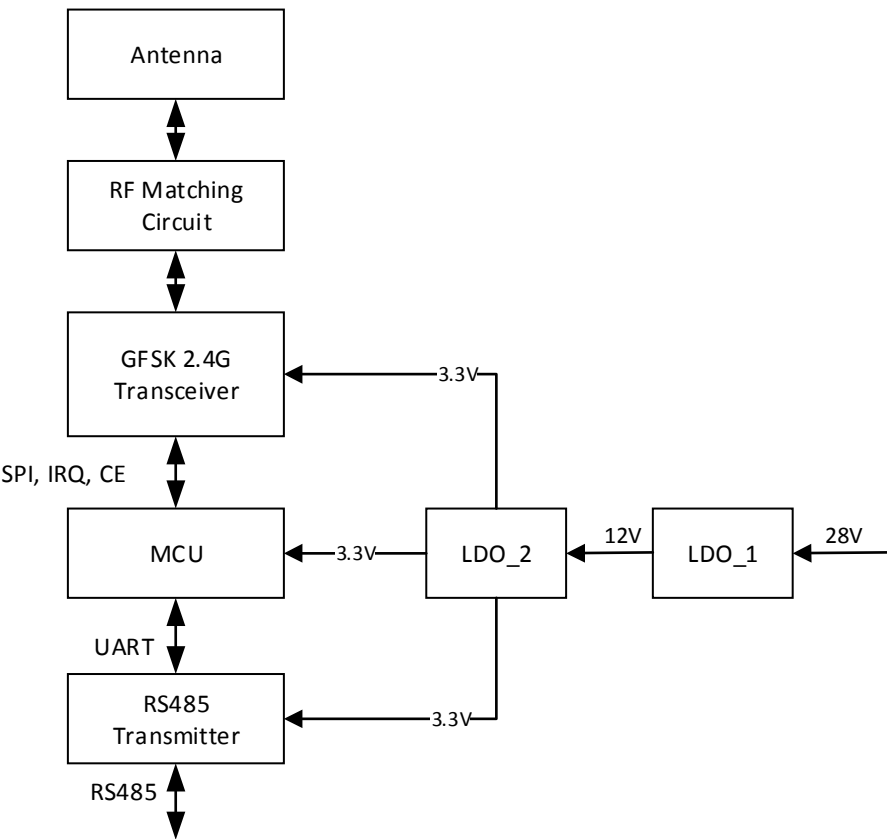 Antenna
RF Matching
Circuit
GFSK 2.4G
Transceiver
3.3V
SPI, IRQ, CE
MCU
3.3V
LDO_2
12V
LDO_1
28V
UART
RS485
Transmitter
3.3V
RS485